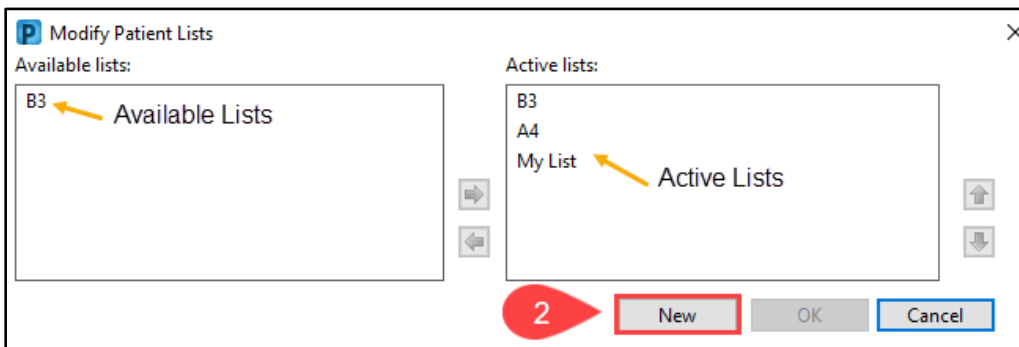 P Modify Patient Lists
Available lists:
B3
Available Lists
Active lists:
B3
A4
My List
Active Lists
2
New
OK
Cancel